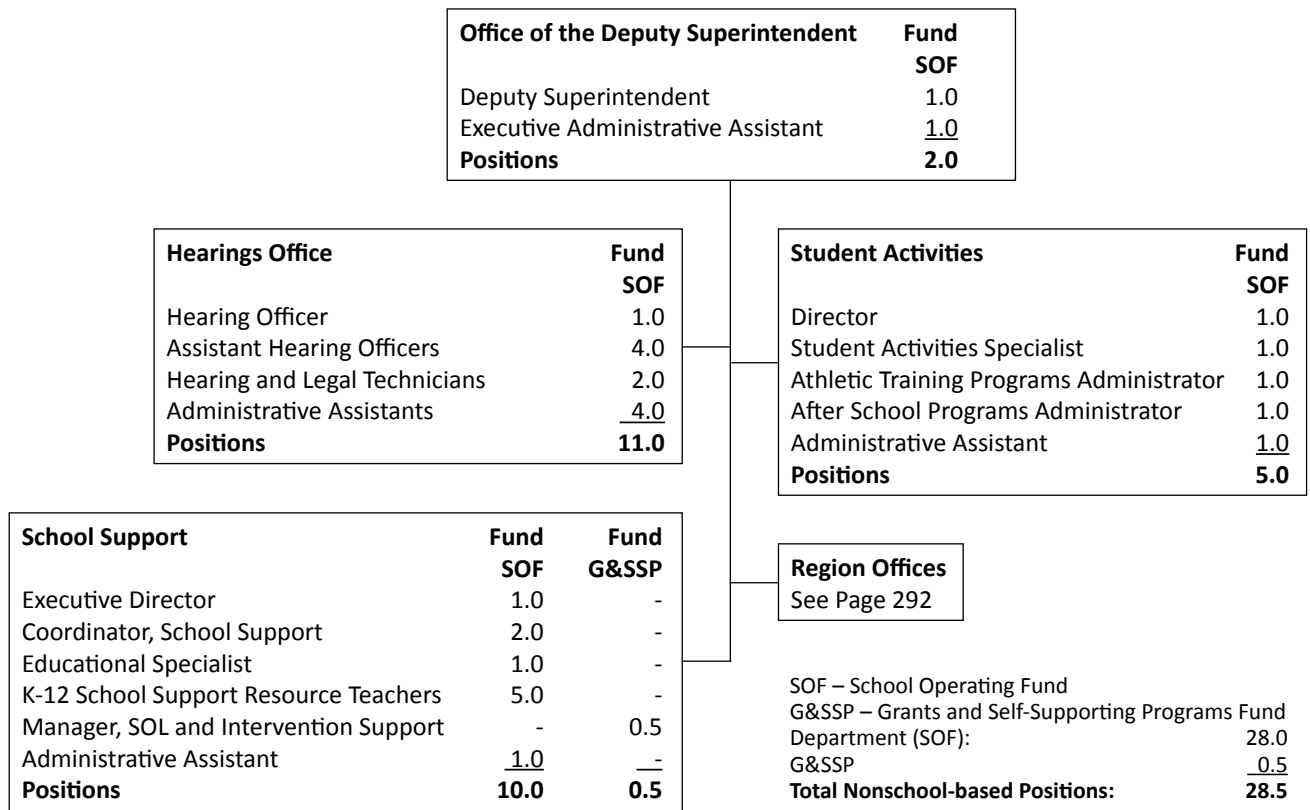 Office of the Deputy Superintendent Fund
SOF
Deputy Superintendent 1.0
Executive Administrative Assistant 1.0
Positions 2.0
Hearings Office Fund
SOF
Hearing Officer 1.0
Assistant Hearing Officers 4.0
Hearing and Legal Technicians 2.0
Administrative Assistants 4.0
Positions 11.0
Student Activities Fund
SOF
Director 1.0
Student Activities Specialist 1.0
Athletic Training Programs Administrator 1.0
After School Programs Administrator 1.0
Administrative Assistant 1.0
Positions 5.0
School Support Fund Fund
SOF G&SSP
Executive Director 1.0 -
Coordinator, School Support 2.0 -
Educational Specialist 1.0 -
K-12 School Support Resource Teachers 5.0 -
Manager, SOL and Intervention Support - 0.5
Administrative Assistant 1.0 -
Positions 10.0 0.5
Region Offices
See Page 292
SOF – School Operating Fund
G&SSP – Grants and Self-Supporting Programs Fund
Department (SOF): 28.0
G&SSP 0.5
Total Nonschool-based Positions: 28.5